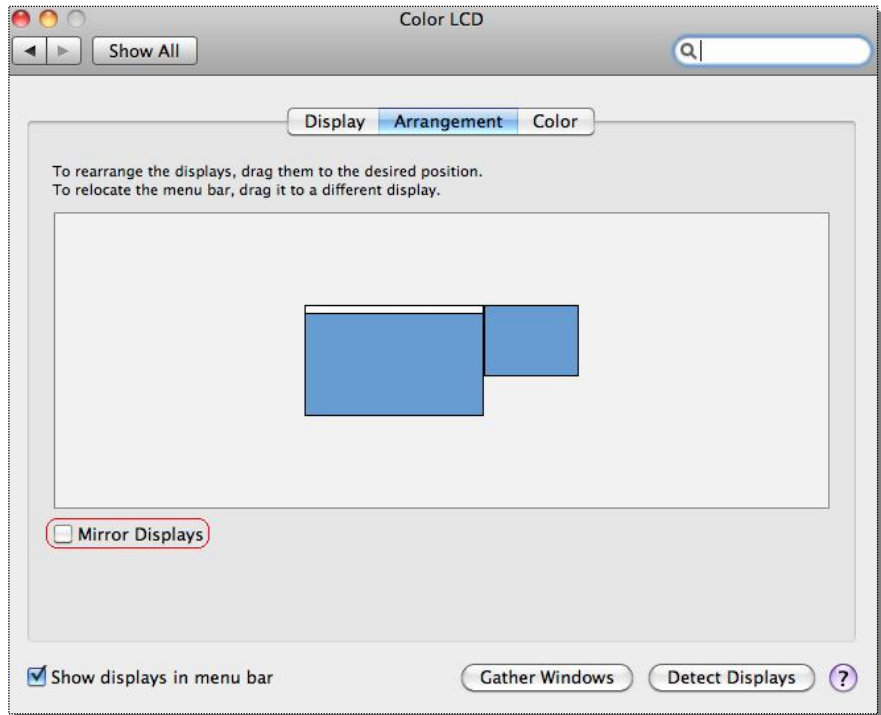 Color LCD
Show All
Display Arrangement Color
To rearrange the displays, drag them to the desired position.
To relocate the menu bar, drag it to a different display.
Mirror Displays
Show displays in menu bar
Gather Windows
Detect Displays
?